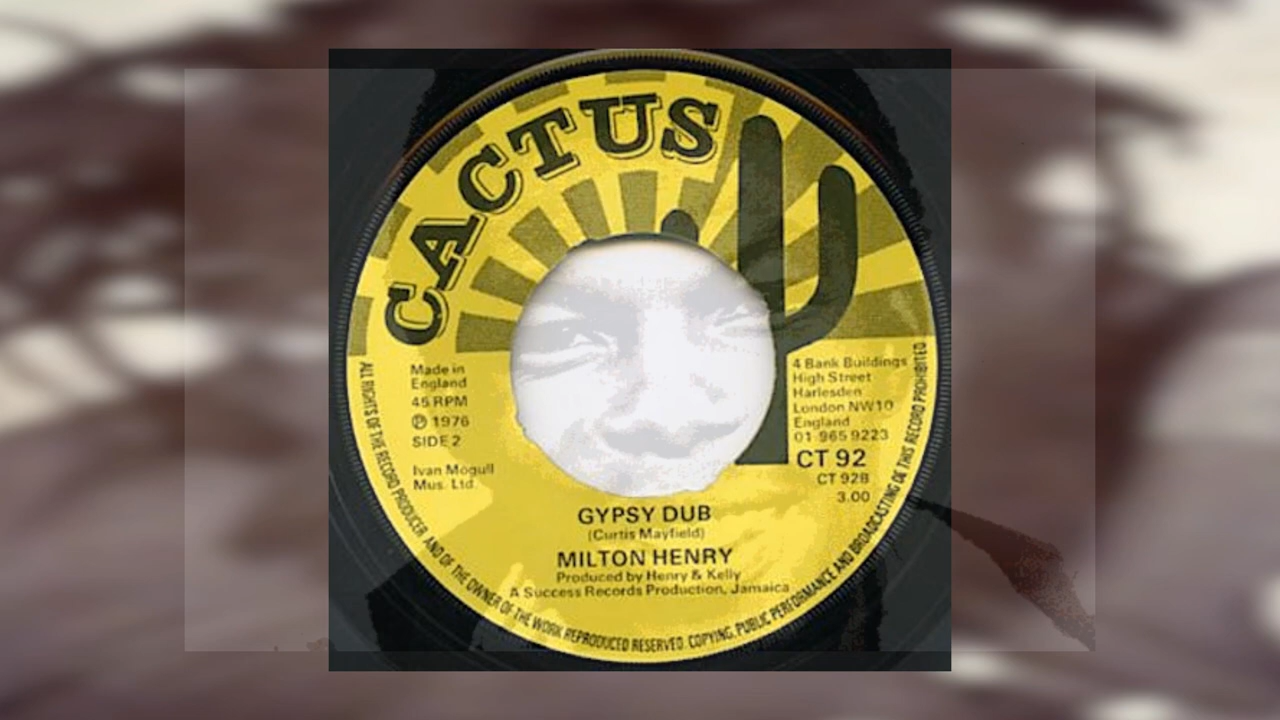 CACTUS
Made in
England
45 RPM
Ⓟ 1976
SIDE 2
Ivan Mogull
Mus. Ltd.
4 Bank Buildings
High Street
Harlesden
London NW10
England
01-965 9223
CT 92
CT 92B
3.00
GYPSY DUB
(Curtis Mayfield)
MILTON HENRY
Produced by Henry & Kelly
A Success Records Production, Jamaica
ALL RIGHTS OF THE RECORD PRODUCER AND OF THE OWNER OF THE WORK REPRODUCED RESERVED. COPYING, PUBLIC PERFORMANCE AND BROADCASTING OF THIS RECORD PROHIBITED